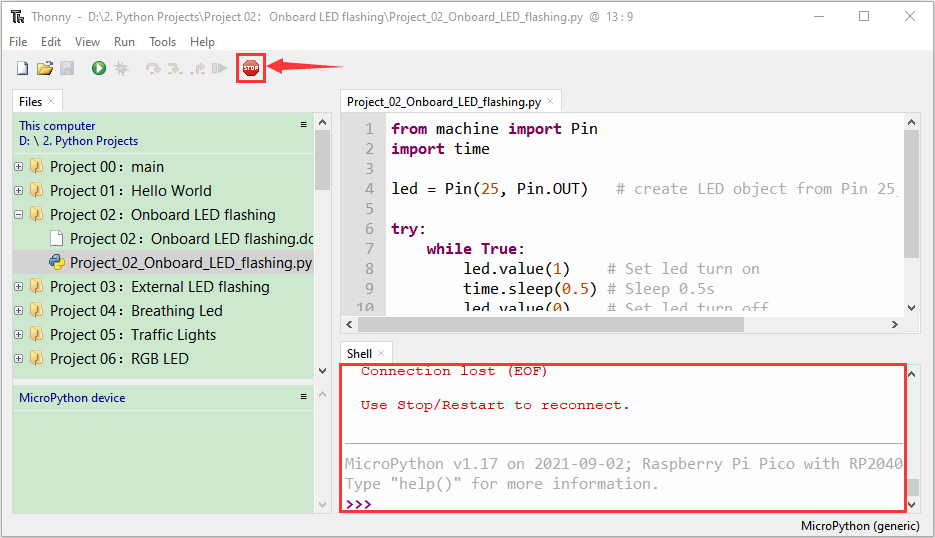 Thonny - D:\2. Python Projects\Project 02：Onboard LED flashing\Project_02_Onboard_LED_flashing.py @ 13 : 9
File Edit View Run Tools Help
STOP
Files
This computer
D: \ 2. Python Projects
Project 00：main
Project 01：Hello World
Project 02：Onboard LED flashing
Project 02：Onboard LED flashing.dc
Project_02_Onboard_LED_flashing.py
Project 03：External LED flashing
Project 04：Breathing Led
Project 05：Traffic Lights
Project 06：RGB LED
MicroPython device
Project_02_Onboard_LED_flashing.py
1 from machine import Pin
2 import time
3
4 led = Pin(25, Pin.OUT) # create LED object from Pin 25,
5
6 try:
7 while True:
8 led.value(1) # Set led turn on
9 time.sleep(0.5) # Sleep 0.5s
10 led.value(0) # Set led turn off
Shell
Connection lost (EOF)
Use Stop/Restart to reconnect.
MicroPython v1.17 on 2021-09-02; Raspberry Pi Pico with RP2040
Type "help()" for more information.
>>>
MicroPython (generic)